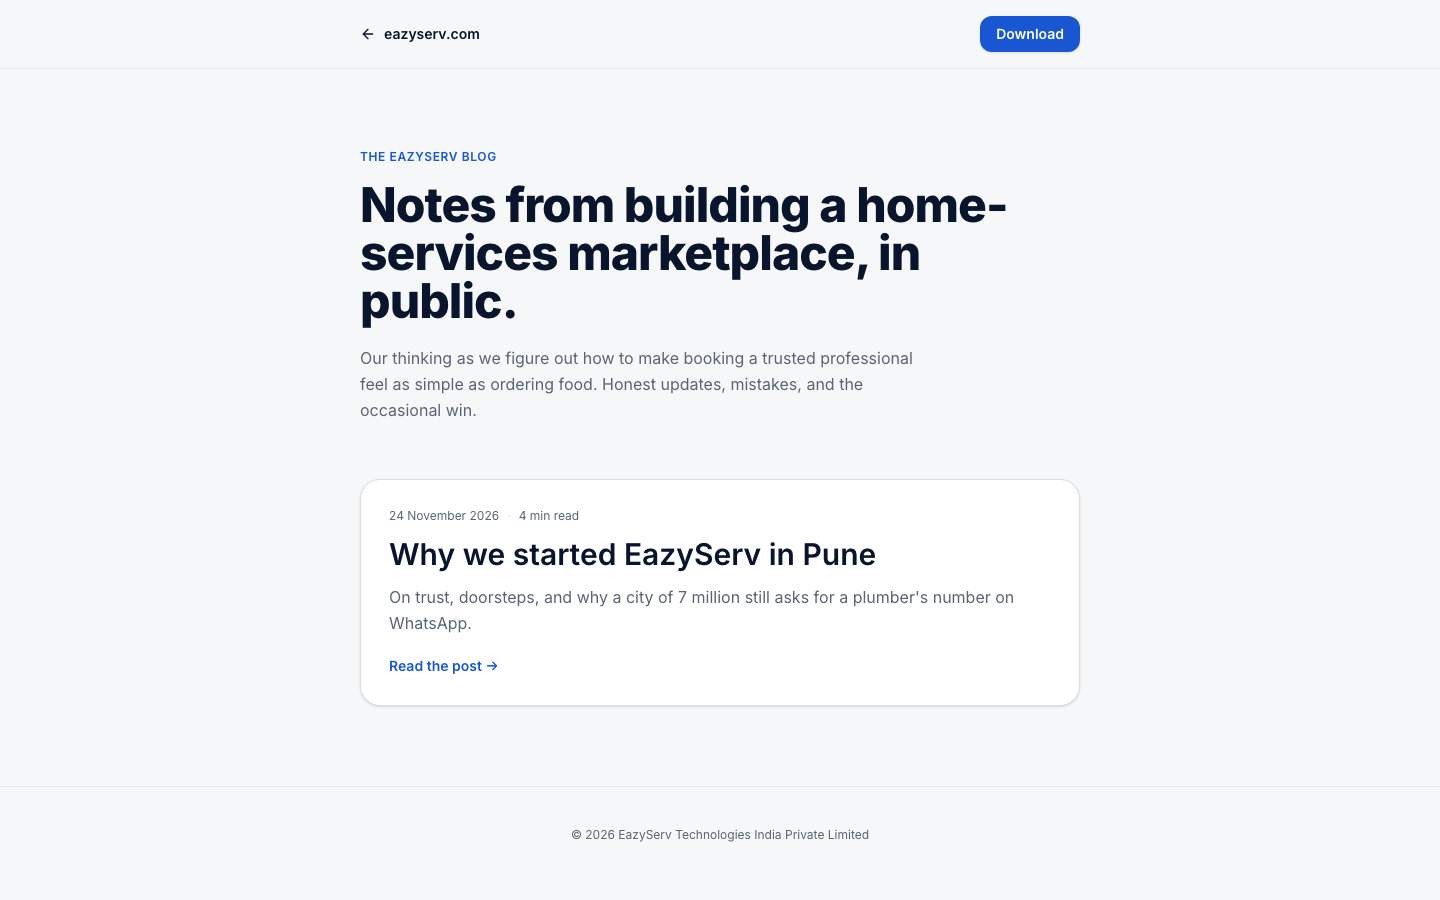 ← eazyserv.com
Download
THE EAZYSERV BLOG
Notes from building a home-
services marketplace, in
public.
Our thinking as we figure out how to make booking a trusted professional
feel as simple as ordering food. Honest updates, mistakes, and the
occasional win.
24 November 2026 · 4 min read
Why we started EazyServ in Pune
On trust, doorsteps, and why a city of 7 million still asks for a plumber's number on
WhatsApp.
Read the post →
© 2026 EazyServ Technologies India Private Limited